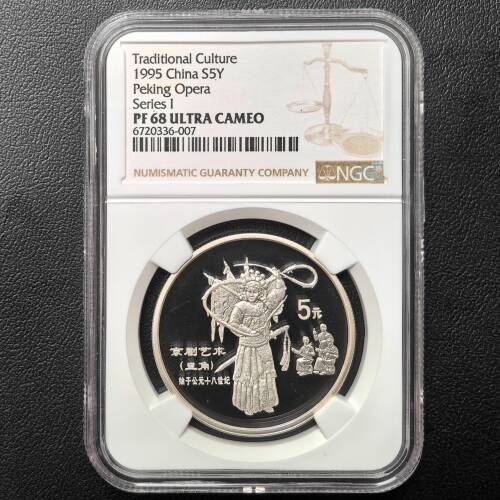 Traditional Culture
1995 China S5Y
Peking Opera
Series I
PF 68 ULTRA CAMEO
6720336-007
NUMISMATIC GUARANTY COMPANY
NGC
5元
京剧艺术
(旦角)
始于公元十八世纪